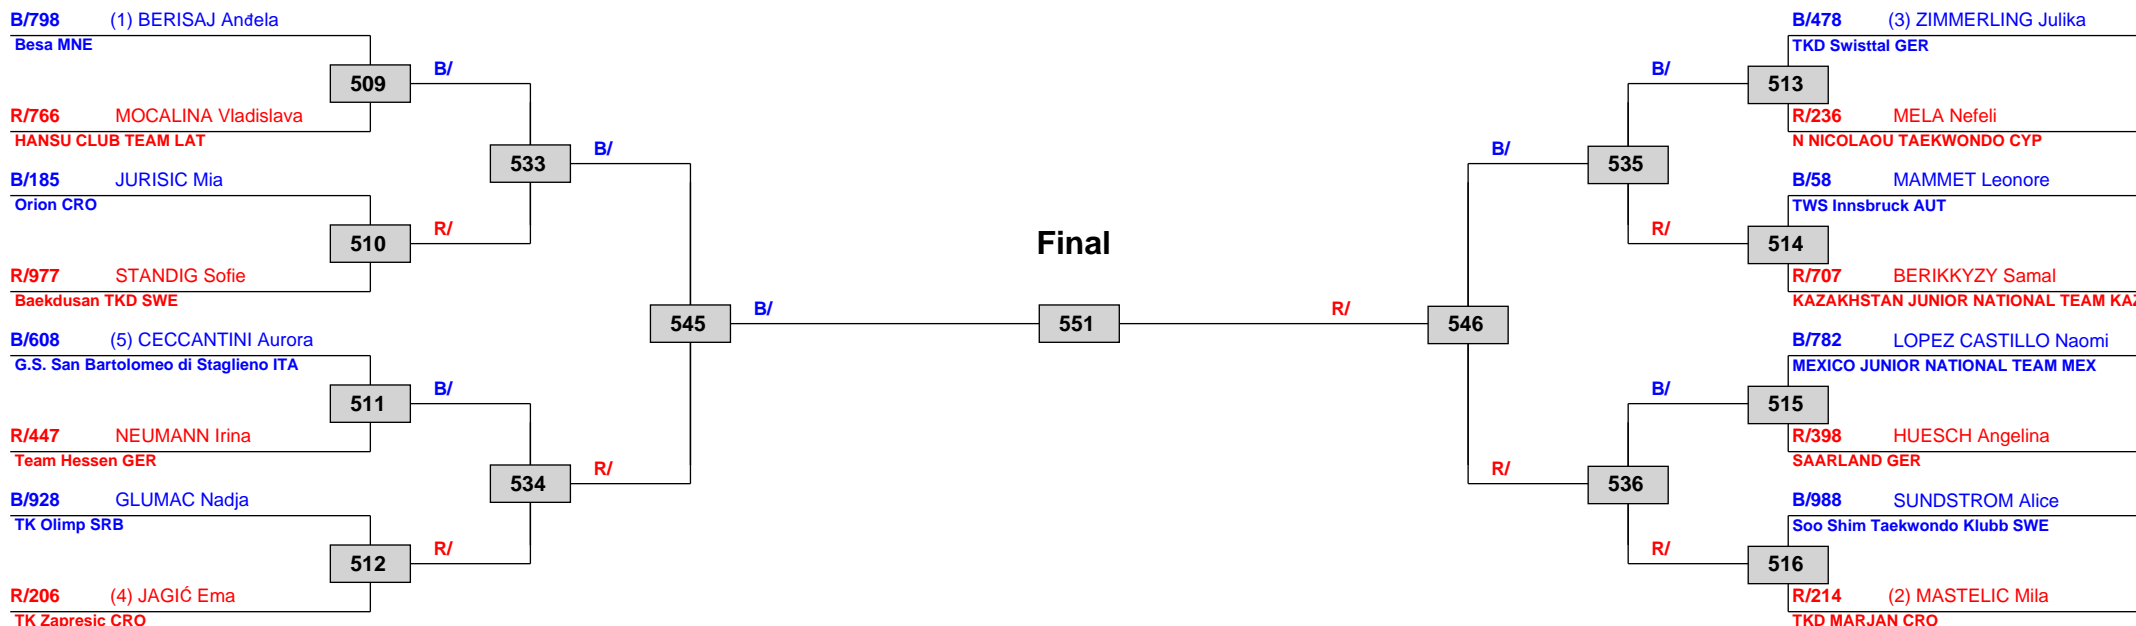 B/798 (1) BERISAJ Anđela
Besa MNE
509
B/
R/766 MOCALINA Vladislava
HANSU CLUB TEAM LAT
533
B/
B/185 JURISIC Mia
Orion CRO
510
R/
R/977 STANDIG Sofie
Baekdusan TKD SWE
545
B/
B/608 (5) CECCANTINI Aurora
G.S. San Bartolomeo di Staglieno ITA
511
B/
R/447 NEUMANN Irina
Team Hessen GER
534
R/
B/928 GLUMAC Nadja
TK Olimp SRB
512
R/
R/206 (4) JAGIĆ Ema
TK Zapresic CRO
Final
551
B/478 (3) ZIMMERLING Julika
TKD Swisttal GER
B/
513
R/236 MELA Nefeli
N NICOLAOU TAEKWONDO CYP
B/
535
B/58 MAMMET Leonore
TWS Innsbruck AUT
R/
514
R/707 BERIKKYZY Samal
KAZAKHSTAN JUNIOR NATIONAL TEAM KAZ
R/
546
B/782 LOPEZ CASTILLO Naomi
MEXICO JUNIOR NATIONAL TEAM MEX
B/
515
R/398 HUESCH Angelina
SAARLAND GER
R/
536
B/988 SUNDSTROM Alice
Soo Shim Taekwondo Klubb SWE
R/
516
R/214 (2) MASTELIC Mila
TKD MARJAN CRO